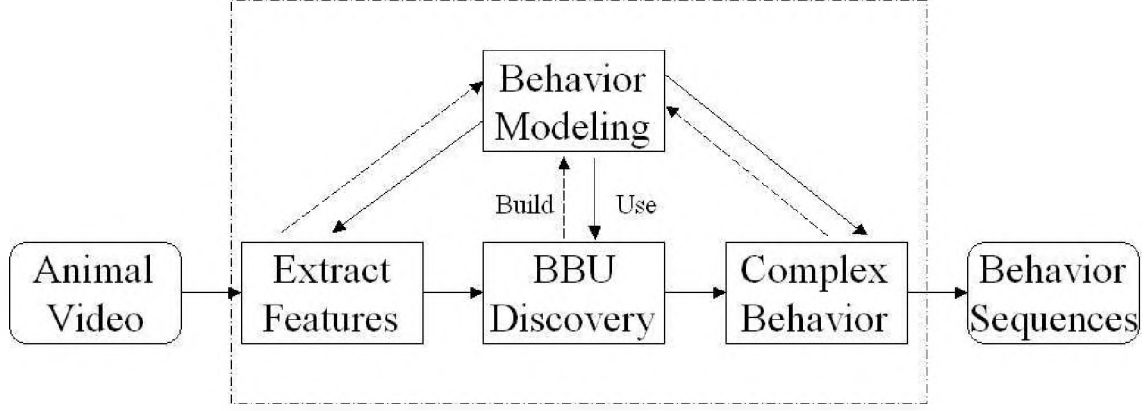 Behavior
Modeling
Build
Use
Animal
Video
Extract
Features
BBU
Discovery
Complex
Behavior
Behavior
Sequences